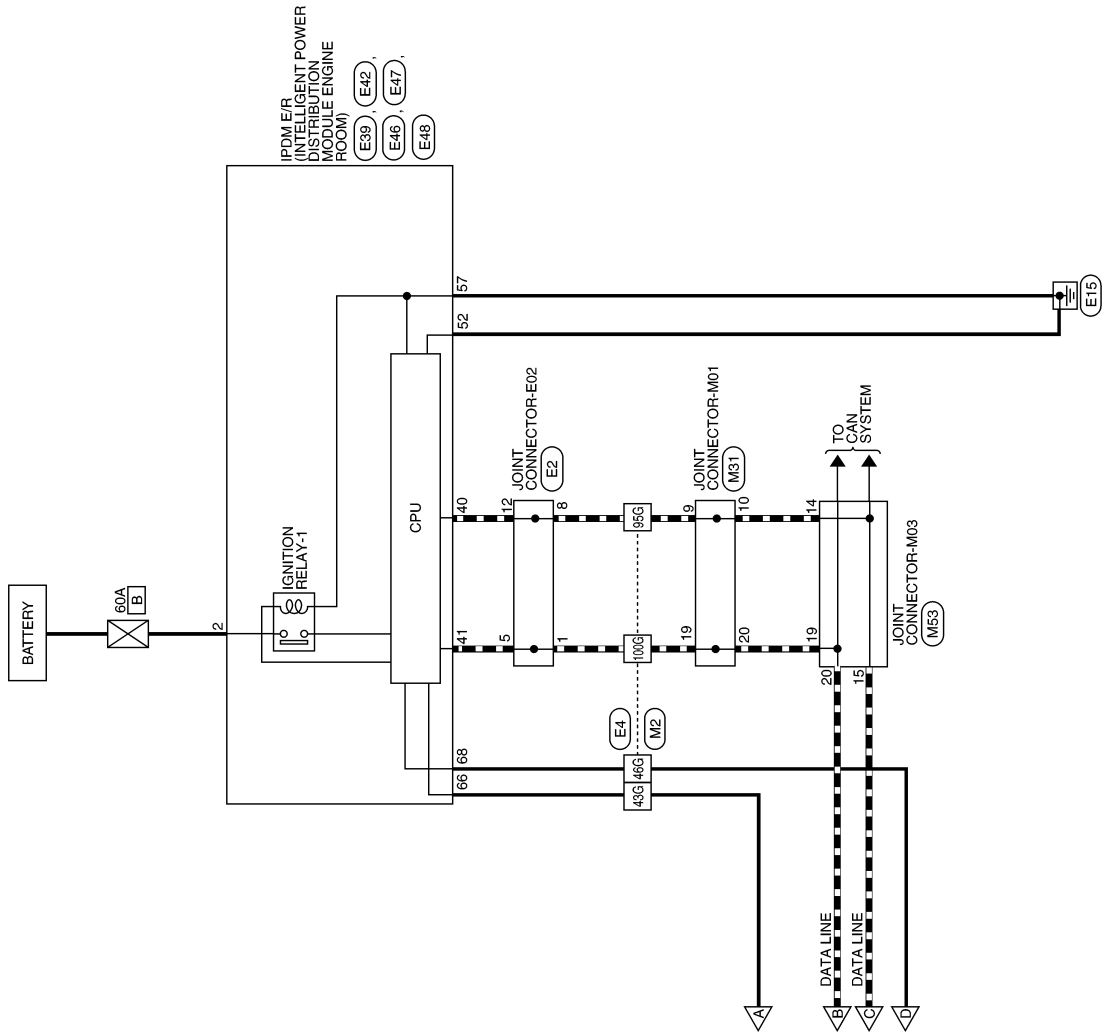 BATTERY
60A
B
2
IGNITION
RELAY-1
IPDM E/R
(INTELLIGENT POWER
DISTRIBUTION
MODULE ENGINE
ROOM)
E39 , E42 ,
E46 , E47 ,
E48
CPU
66
68
41
40
52
57
5
12
JOINT
CONNECTOR-E02
E2
1
8
E4
M2
43G
46G
100G
95G
19
9
JOINT
CONNECTOR-M01
M31
20
10
19
14
20
15
JOINT
CONNECTOR-M03
M53
TO
CAN
SYSTEM
E15
DATA LINE
DATA LINE
A
B
C
D